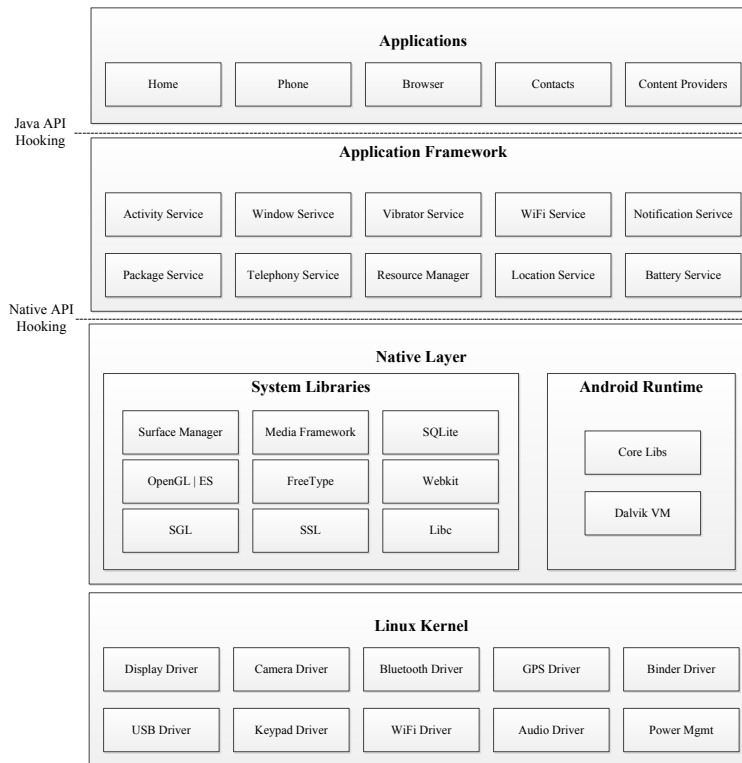 Applications
Home
Phone
Browser
Contacts
Content Providers
Java API
Hooking
Application Framework
Activity Service
Window Serivce
Vibrator Service
WiFi Service
Notification Serivce
Package Service
Telephony Service
Resource Manager
Location Service
Battery Service
Native API
Hooking
Native Layer
System Libraries
Android Runtime
Surface Manager
Media Framework
SQLite
OpenGL | ES
FreeType
Webkit
SGL
SSL
Libc
Core Libs
Dalvik VM
Linux Kernel
Display Driver
Camera Driver
Bluetooth Driver
GPS Driver
Binder Driver
USB Driver
Keypad Driver
WiFi Driver
Audio Driver
Power Mgmt